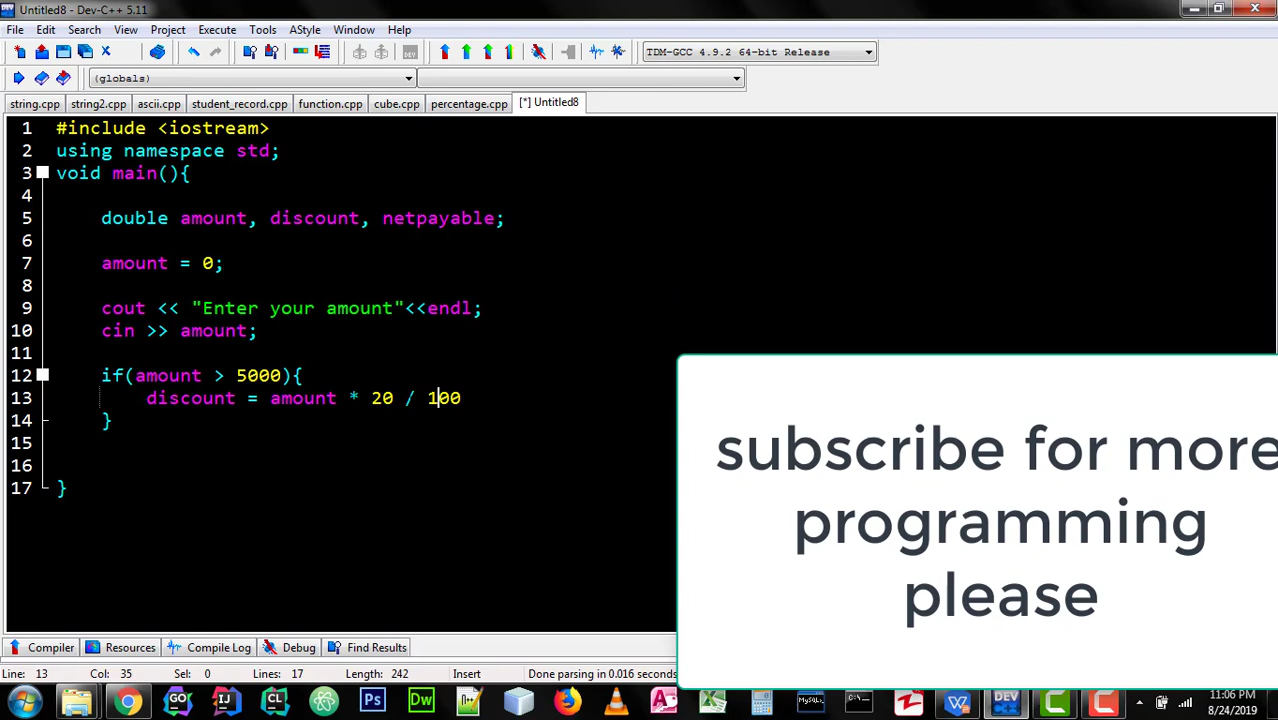 Untitled8 - Dev-C++ 5.11
File Edit Search View Project Execute Tools AStyle Window Help
TDM-GCC 4.9.2 64-bit Release
(globals)
string.cpp string2.cpp ascii.cpp student_record.cpp function.cpp cube.cpp percentage.cpp [*] Untitled8
1 #include <iostream>
2 using namespace std;
3 void main(){
4
5 double amount, discount, netpayable;
6
7 amount = 0;
8
9 cout << "Enter your amount"<<endl;
10 cin >> amount;
11
12 if(amount > 5000){
13 discount = amount * 20 / 100
14 }
15
16
17 }
subscribe for more
programming
please
Compiler Resources Compile Log Debug Find Results
Line: 13 Col: 35 Sel: 0 Lines: 17 Length: 242 Insert Done parsing in 0.016 seconds
GO IJ CL Ps Dw DEV
11:06 PM
8/24/2019